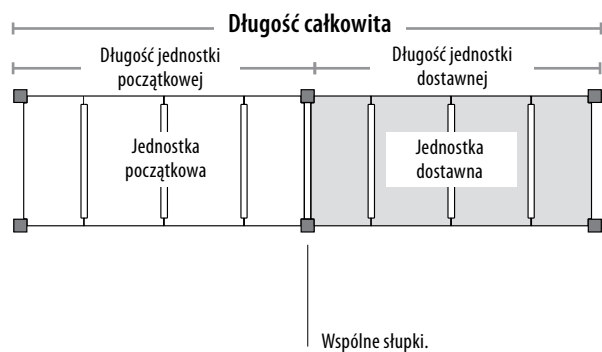 Długość całkowita
Długość jednostki
początkowej
Długość jednostki
dostawnej
Jednostka
początkowa
Jednostka
dostawna
Wspólne słupki.